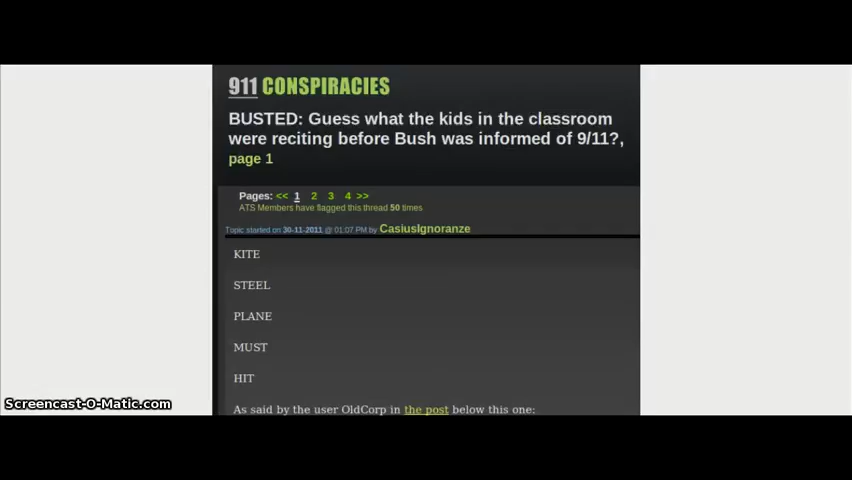 911 CONSPIRACIES
BUSTED: Guess what the kids in the classroom
were reciting before Bush was informed of 9/11?,
page 1
Pages: << 1 2 3 4 >>
ATS Members have flagged this thread 50 times
Topic started on 30-11-2011 @ 01:07 PM by CasiusIgnoranze
KITE
STEEL
PLANE
MUST
HIT
Screencast-O-Matic.com
As said by the user OldCorp in the post below this one: